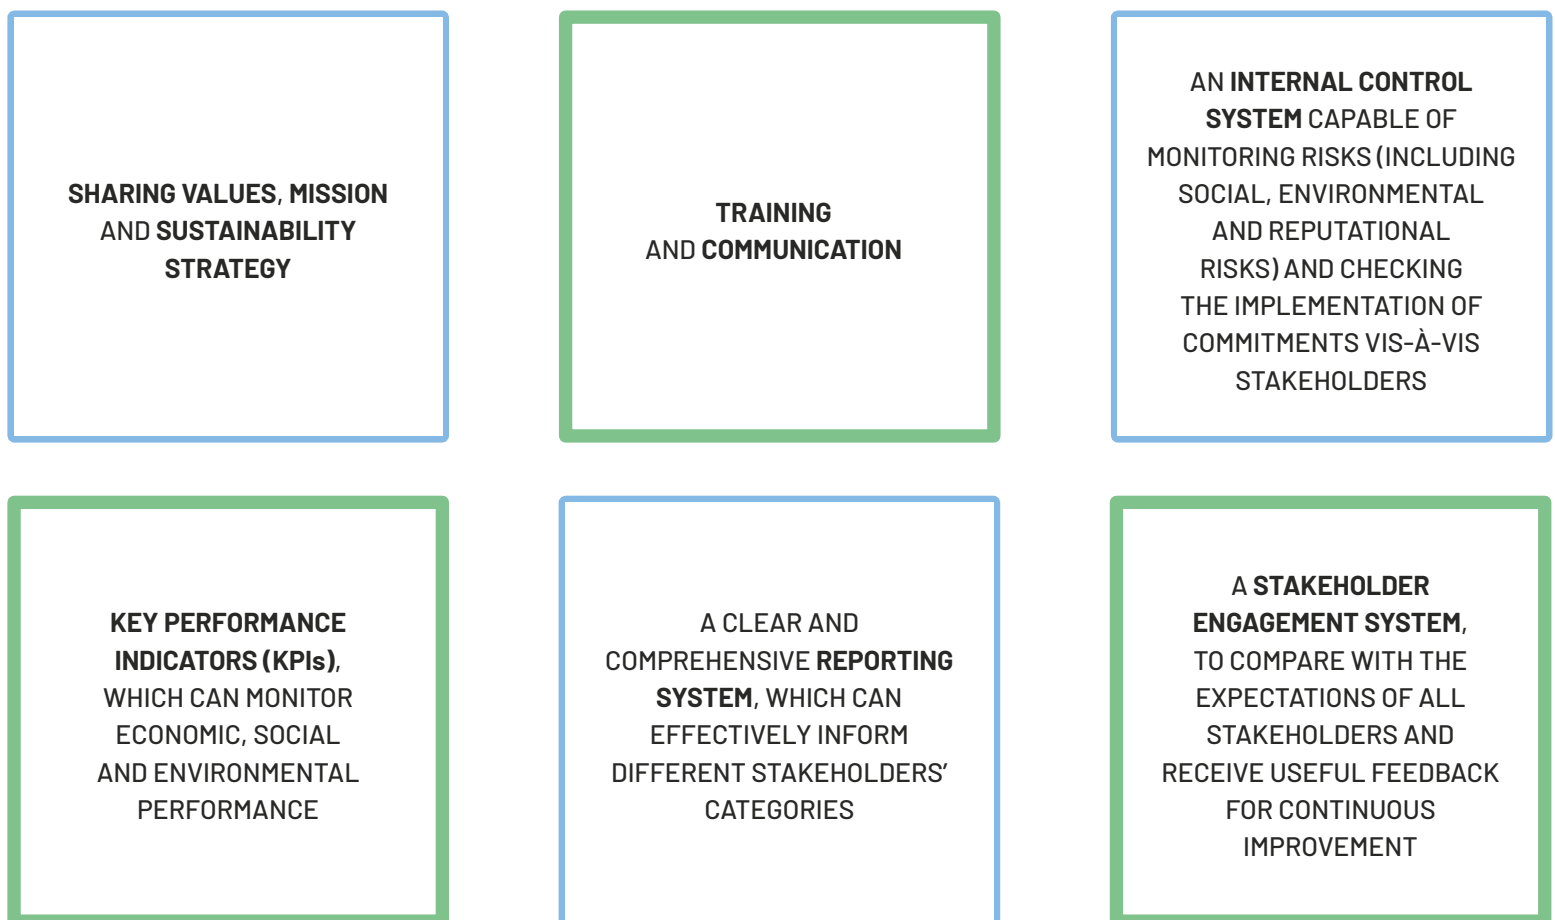 SHARING VALUES, MISSION
AND SUSTAINABILITY
STRATEGY
TRAINING
AND COMMUNICATION
AN INTERNAL CONTROL
SYSTEM CAPABLE OF
MONITORING RISKS (INCLUDING
SOCIAL, ENVIRONMENTAL
AND REPUTATIONAL
RISKS) AND CHECKING
THE IMPLEMENTATION OF
COMMITMENTS VIS-À-VIS
STAKEHOLDERS
KEY PERFORMANCE
INDICATORS (KPIs),
WHICH CAN MONITOR
ECONOMIC, SOCIAL
AND ENVIRONMENTAL
PERFORMANCE
A CLEAR AND
COMPREHENSIVE REPORTING
SYSTEM, WHICH CAN
EFFECTIVELY INFORM
DIFFERENT STAKEHOLDERS’
CATEGORIES
A STAKEHOLDER
ENGAGEMENT SYSTEM,
TO COMPARE WITH THE
EXPECTATIONS OF ALL
STAKEHOLDERS AND
RECEIVE USEFUL FEEDBACK
FOR CONTINUOUS
IMPROVEMENT